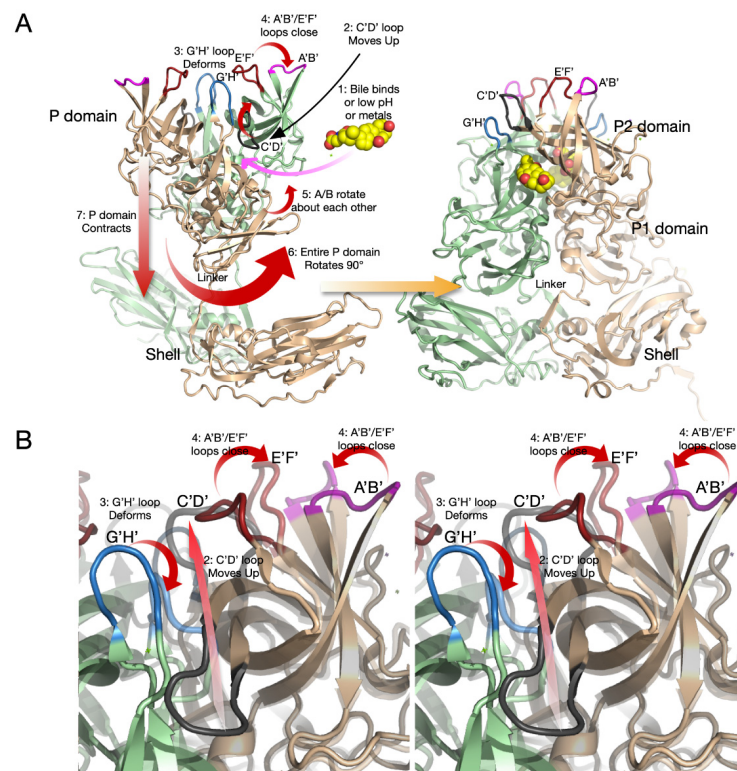 A
4: A'B'/E'F'
loops close
2: C'D' loop
Moves Up
3: G'H' loop
Deforms
E'F'
A'B'
G'H'
P domain
1: Bile binds
or low pH
or metals
C'D'
5: A/B rotate
about each other
7: P domain
Contracts
6: Entire P domain
Rotates 90°
Linker
Shell
E'F'
A'B'
C'D'
G'H'
P2 domain
P1 domain
Linker
Shell
B
4: A'B'/E'F'
loops close
E'F'
4: A'B'/E'F'
loops close
A'B'
C'D'
3: G'H' loop
Deforms
G'H'
2: C'D' loop
Moves Up
4: A'B'/E'F'
loops close
E'F'
4: A'B'/E'F'
loops close
A'B'
C'D'
3: G'H' loop
Deforms
G'H'
2: C'D' loop
Moves Up